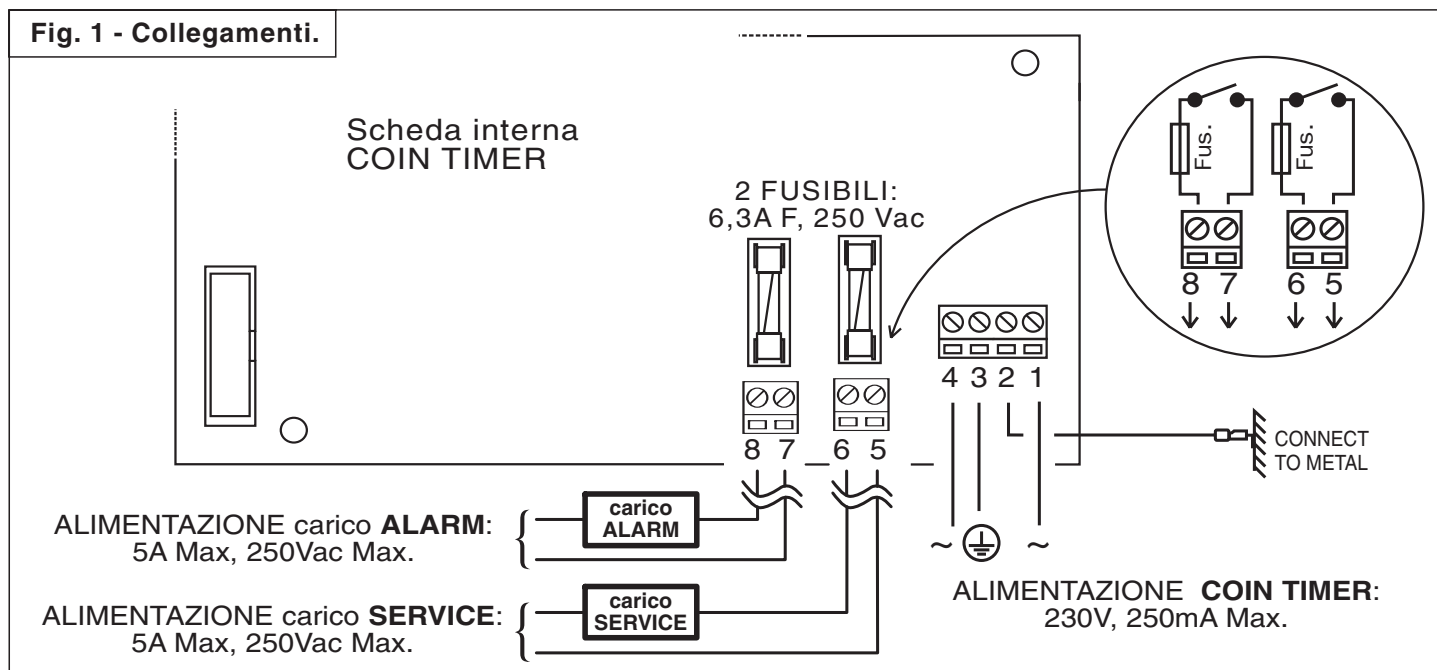 Fig. 1 - Collegamenti.
Scheda interna
COIN TIMER
2 FUSIBILI:
6,3A F, 250 Vac
Fus.
Fus.
8 7 6 5
4 3 2 1
8 7 6 5
CONNECT
TO METAL
ALIMENTAZIONE carico ALARM:
5A Max, 250Vac Max.
carico
ALARM
~ ~
ALIMENTAZIONE carico SERVICE:
5A Max, 250Vac Max.
carico
SERVICE
ALIMENTAZIONE COIN TIMER:
230V, 250mA Max.